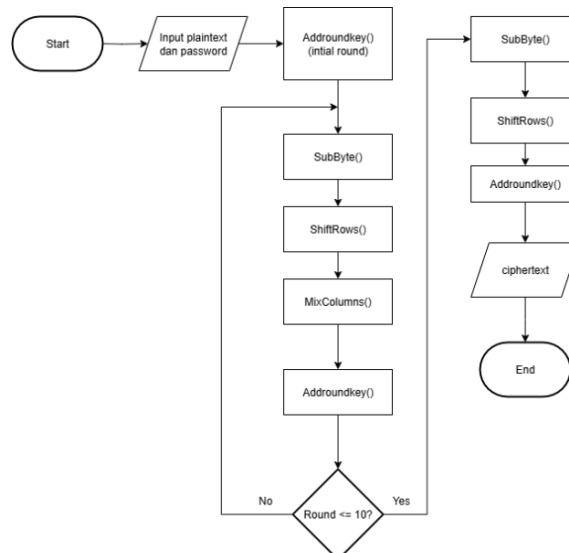 Start
Input plaintext
dan password
Addroundkey()
(intial round)
SubByte()
ShiftRows()
MixColumns()
Addroundkey()
Round <= 10?
No
Yes
SubByte()
ShiftRows()
Addroundkey()
ciphertext
End